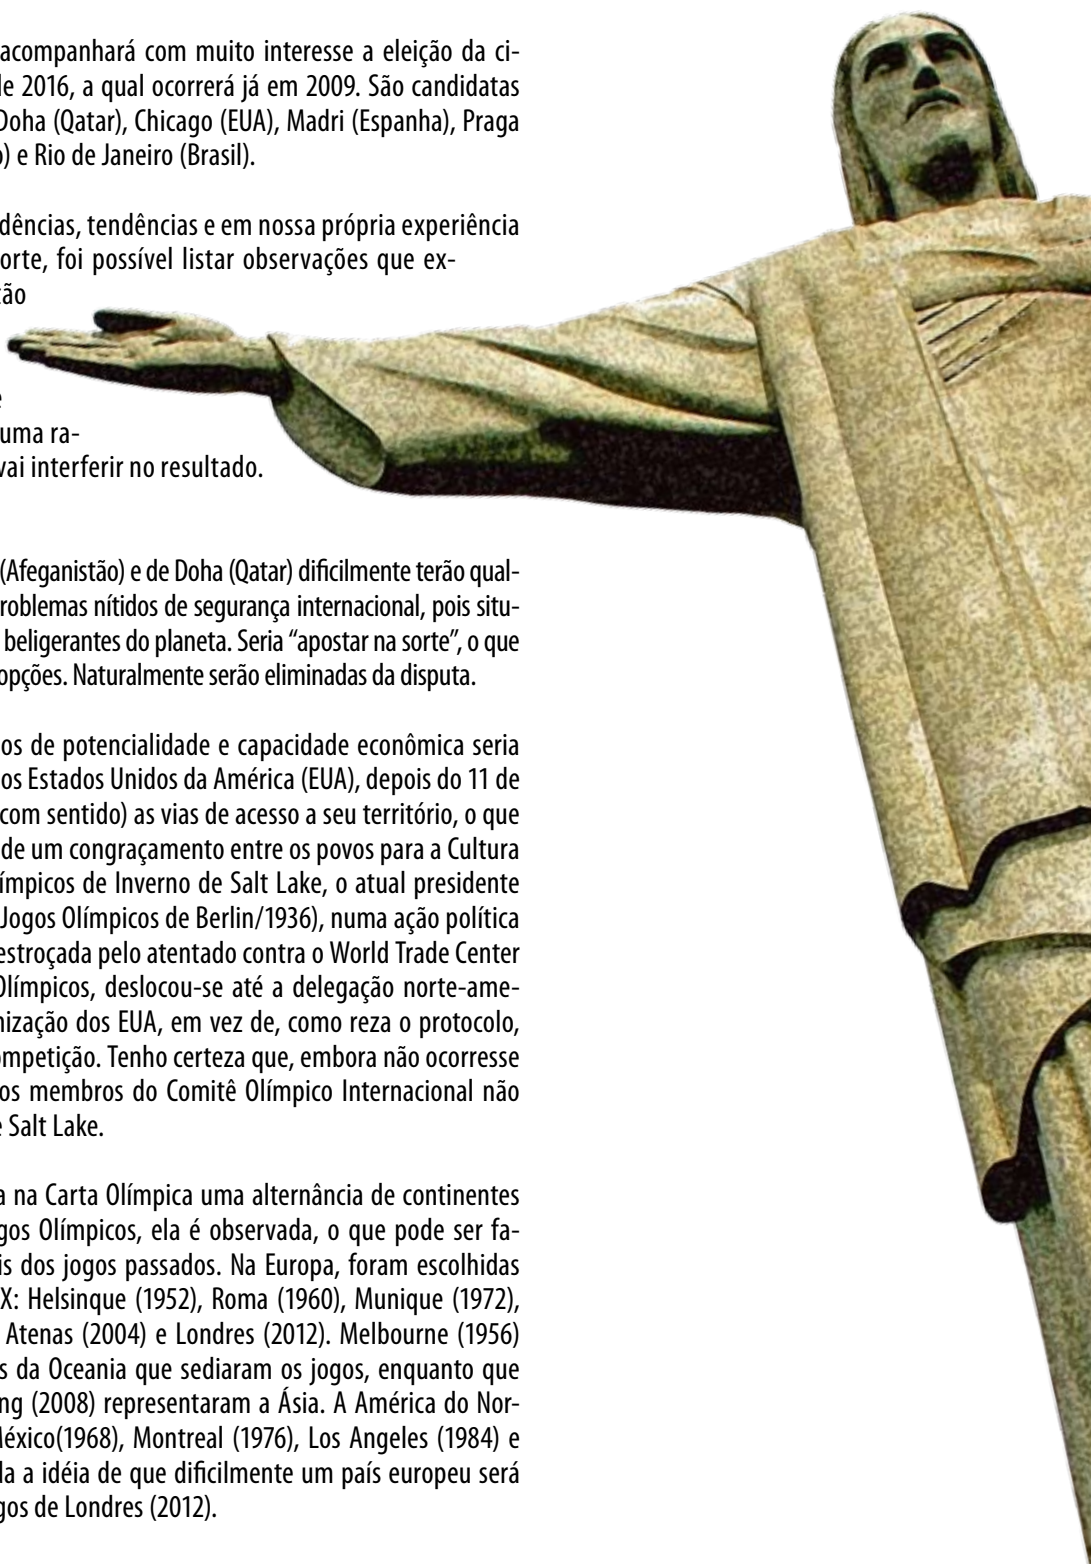 acompanhará com muito interesse a eleição da ci-
de 2016, a qual ocorrerá já em 2009. São candidatas
Doha (Qatar), Chicago (EUA), Madri (Espanha), Praga
e Rio de Janeiro (Brasil).
dências, tendências e em nossa própria experiência
orte, foi possível listar observações que ex-
ão
uma ra-
vai interferir no resultado.
(Afeganistão) e de Doha (Qatar) dificilmente terão qual-
roblemas nítidos de segurança internacional, pois situ-
beligerantes do planeta. Seria “apostar na sorte”, o que
opções. Naturalmente serão eliminadas da disputa.
os de potencialidade e capacidade econômica seria
os Estados Unidos da América (EUA), depois do 11 de
com sentido) as vias de acesso a seu território, o que
de um congraçamento entre os povos para a Cultura
ímpicos de Inverno de Salt Lake, o atual presidente
Jogos Olímpicos de Berlin/1936), numa ação política
estroçada pelo atentado contra o World Trade Center
Olímpicos, deslocou-se até a delegação norte-ame-
nização dos EUA, em vez de, como reza o protocolo,
ompetição. Tenho certeza que, embora não ocorresse
os membros do Comitê Olímpico Internacional não
e Salt Lake.
a na Carta Olímpica uma alternância de continentes
gos Olímpicos, ela é observada, o que pode ser fa-
is dos jogos passados. Na Europa, foram escolhidas
X: Helsinque (1952), Roma (1960), Munique (1972),
Atenas (2004) e Londres (2012). Melbourne (1956)
s da Oceania que sediaram os jogos, enquanto que
ng (2008) representaram a Ásia. A América do Nor-
México(1968), Montreal (1976), Los Angeles (1984) e
da a idéia de que dificilmente um país europeu será
gos de Londres (2012).